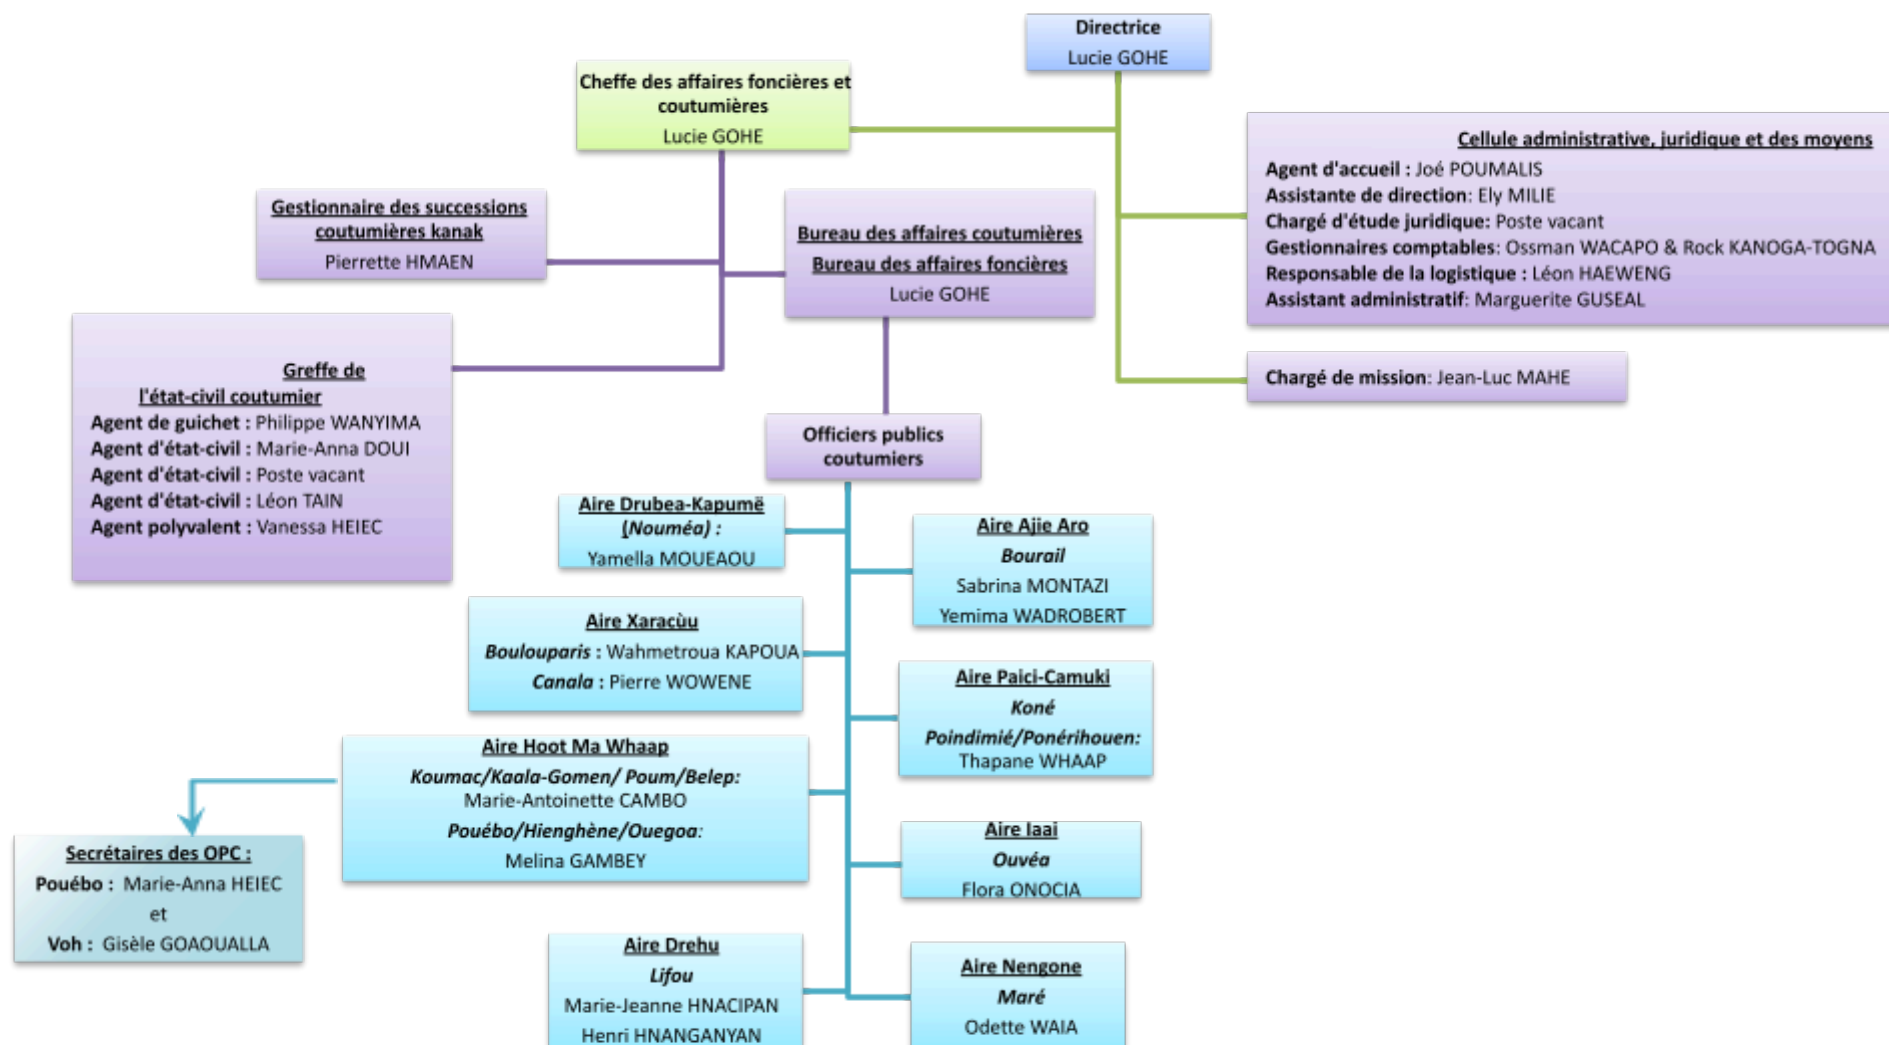 Directrice
Lucie GOHE
Cheffe des affaires foncières et
coutumières
Lucie GOHE
Cellule administrative, juridique et des moyens
Agent d'accueil : Joé POUMALIS
Assistante de direction: Ely MILIE
Chargé d'étude juridique: Poste vacant
Gestionnaires comptables: Ossman WACAPO & Rock KANOGA-TOGNA
Responsable de la logistique : Léon HAEWENG
Assistant administratif: Marguerite GUSEAL
Chargé de mission: Jean-Luc MAHE
Gestionnaire des successions
coutumières kanak
Pierrette HMAEN
Bureau des affaires coutumières
Bureau des affaires foncières
Lucie GOHE
Greffe de
l'état-civil coutumier
Agent de guichet : Philippe WANYIMA
Agent d'état-civil : Marie-Anna DOUI
Agent d'état-civil : Poste vacant
Agent d'état-civil : Léon TAIN
Agent polyvalent : Vanessa HEIEC
Officiers publics
coutumiers
Aire Drubea-Kapumë
(Nouméa) :
Yamella MOUEAOU
Aire Ajie Aro
Bourail
Sabrina MONTAZI
Yemima WADROBERT
Aire Xaracùu
Boulouparis : Wahmetroua KAPOUA
Canala : Pierre WOWENE
Aire Paici-Camuki
Koné
Poindimié/Ponérihouen:
Thapane WHAAP
Aire Hoot Ma Whaap
Koumac/Kaala-Gomen/ Poum/Belep:
Marie-Antoinette CAMBO
Pouébo/Hienghène/Ouegoa:
Melina GAMBEY
Secrétaires des OPC :
Pouébo : Marie-Anna HEIEC
et
Voh : Gisèle GOAOUALLA
Aire Iaai
Ouvéa
Flora ONOCIA
Aire Drehu
Lifou
Marie-Jeanne HNACIPAN
Henri HNANGANYAN
Aire Nengone
Maré
Odette WAIA